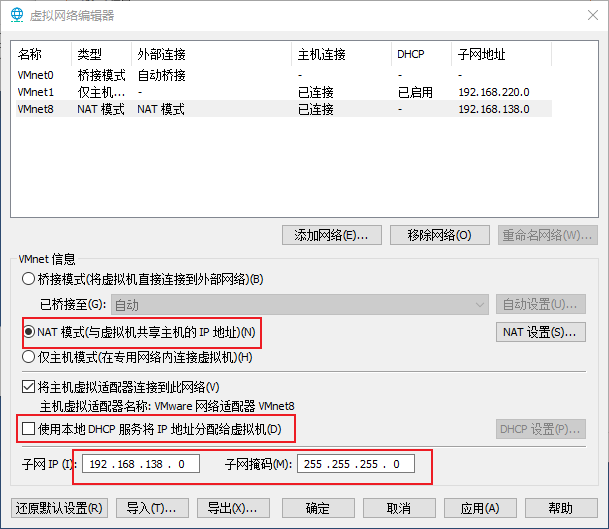 虚拟网络编辑器
名称 类型 外部连接 主机连接 DHCP 子网地址
VMnet0 桥接模式 自动桥接 - - -
VMnet1 仅主机... - 已连接 已启用 192.168.220.0
VMnet8 NAT 模式 NAT 模式 已连接 - 192.168.138.0
添加网络(E)... 移除网络(O) 重命名网络(W)...
VMnet 信息
桥接模式(将虚拟机直接连接到外部网络)(B)
已桥接至(G): 自动 自动设置(U)...
NAT 模式(与虚拟机共享主机的 IP 地址)(N) NAT 设置(S)...
仅主机模式(在专用网络内连接虚拟机)(H)
将主机虚拟适配器连接到此网络(V)
主机虚拟适配器名称: VMware 网络适配器 VMnet8
使用本地 DHCP 服务将 IP 地址分配给虚拟机(D) DHCP 设置(P)...
子网 IP (I): 192 .168 .138 . 0 子网掩码(M): 255 .255 .255 . 0
还原默认设置(R) 导入(T)... 导出(X)... 确定 取消 应用(A) 帮助